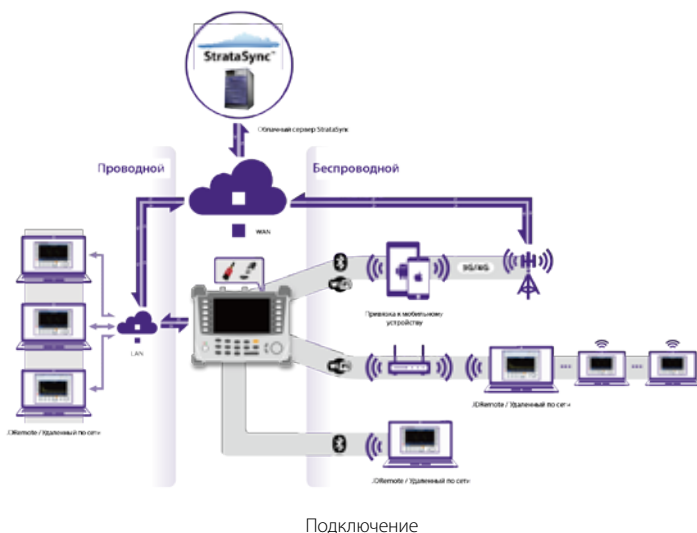 StrataSync™
Облачный сервер StrataSync
Проводной
Беспроводной
WAN
3G/4G
Привязка к мобильному
устройству
LAN
JDRemote / Удаленный по сети
JDRemote / Удаленный по сети
JDRemote / Удаленный по сети
Подключение